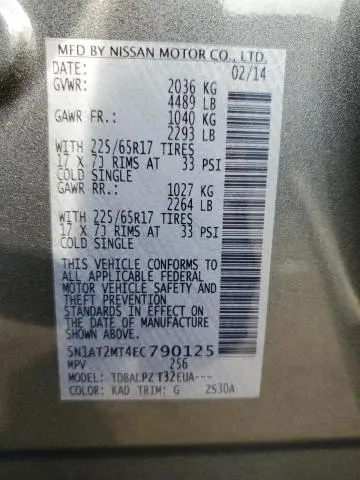 MFD BY NISSAN MOTOR CO., LTD.
DATE: 02/14
GVWR: 2036 KG
4489 LB
GAWR FR.: 1040 KG
2293 LB
WITH 225/65R17 TIRES
17 X 7J RIMS AT 33 PSI
COLD SINGLE
GAWR RR.: 1027 KG
2264 LB
WITH 225/65R17 TIRES
17 X 7J RIMS AT 33 PSI
COLD SINGLE
THIS VEHICLE CONFORMS TO
ALL APPLICABLE FEDERAL
MOTOR VEHICLE SAFETY
AND THEFT PREVENTION
STANDARDS IN EFFECT ON
THE DATE OF MANUFACTURE
SHOWN ABOVE.
5N1AT2MT4EC790125
MPV 256
MODEL: TDBALPZ T32EUA---
COLOR: KAD TRIM: G ZS30A